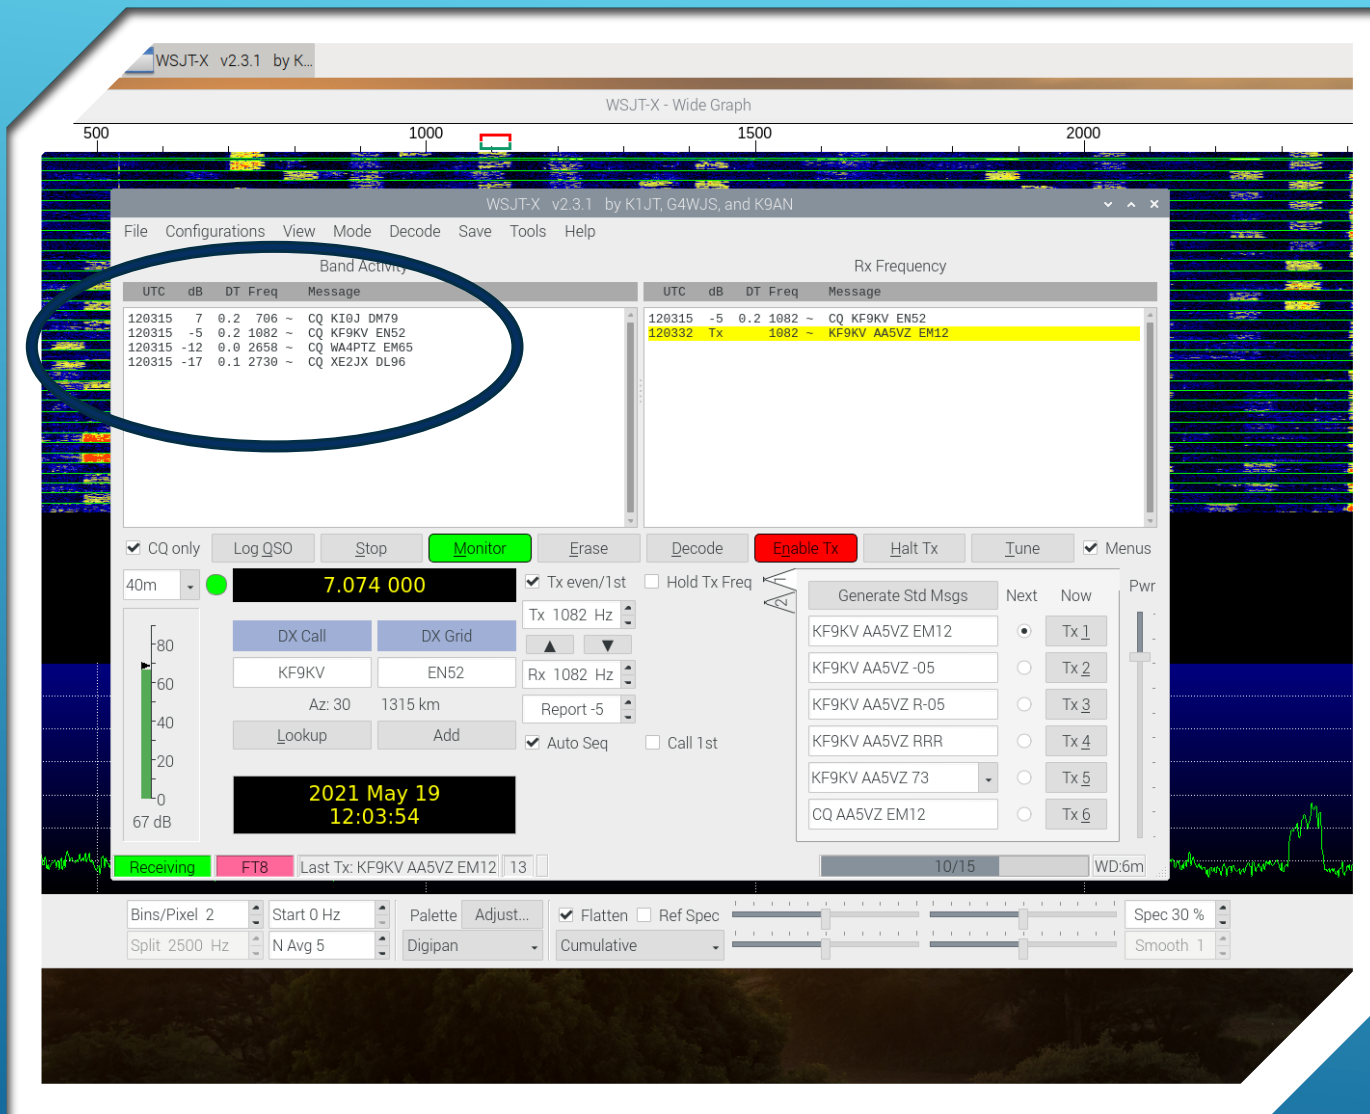 WSJT-X   v2.3.1   by K...
WSJT-X - Wide Graph
500 1000 1500 2000
WSJT-X   v2.3.1   by K1JT, G4WJS, and K9AN
File Configurations View Mode Decode Save Tools Help
Band Activity Rx Frequency
UTC dB DT Freq Message UTC dB DT Freq Message
120315 7 0.2 706 ~ CQ KI0J DM79
120315 -5 0.2 1082 ~ CQ KF9KV EN52
120315 -12 0.0 2658 ~ CQ WA4PTZ EM65
120315 -17 0.1 2730 ~ CQ XE2JX DL96
120315 -5 0.2 1082 ~ CQ KF9KV EN52
120332 Tx 1082 ~ KF9KV AA5VZ EM12
CQ only Log QSO Stop Monitor Erase Decode Enable Tx Halt Tx Tune Menus
40m 7.074 000 Tx even/1st Hold Tx Freq 1 2
Generate Std Msgs Next Now Pwr
Tx 1082 Hz
DX Call DX Grid
▲ ▼
KF9KV EN52
Rx 1082 Hz
Az: 30 1315 km
Report -5
Lookup Add
Auto Seq Call 1st
KF9KV AA5VZ EM12 Tx 1
KF9KV AA5VZ -05 Tx 2
KF9KV AA5VZ R-05 Tx 3
KF9KV AA5VZ RRR Tx 4
KF9KV AA5VZ 73 Tx 5
CQ AA5VZ EM12 Tx 6
80
60
40
20
0
67 dB
2021 May 19
12:03:54
Receiving FT8 Last Tx: KF9KV AA5VZ EM12 13 10/15 WD:6m
Bins/Pixel 2 Start 0 Hz Palette Adjust... Flatten Ref Spec Spec 30 %
Split 2500 Hz N Avg 5 Digipan Cumulative Smooth 1